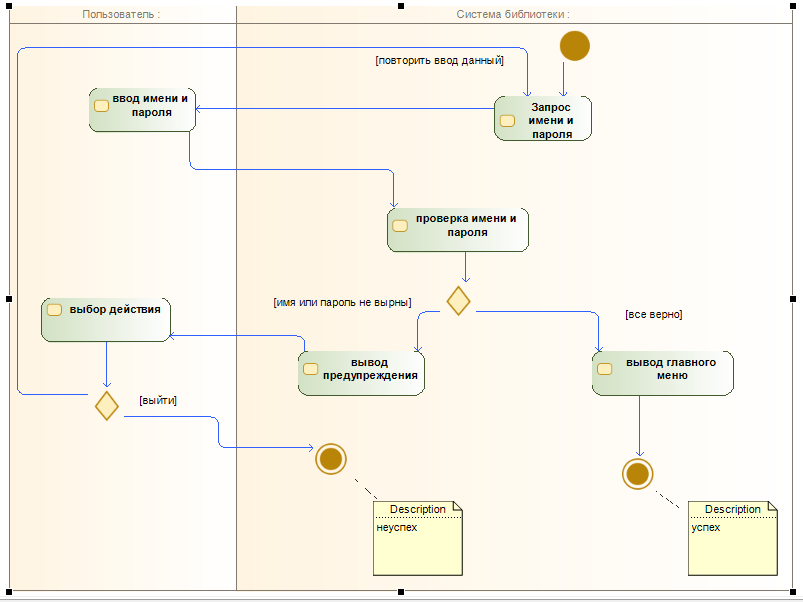 Пользователь :
Система библиотеки :
[повторить ввод данный]
ввод имени и
пароля
Запрос
имени и
пароля
проверка имени и
пароля
[имя или пароль не вырны]
[все верно]
выбор действия
вывод
предупреждения
вывод главного
меню
[выйти]
Description
неуспех
Description
успех